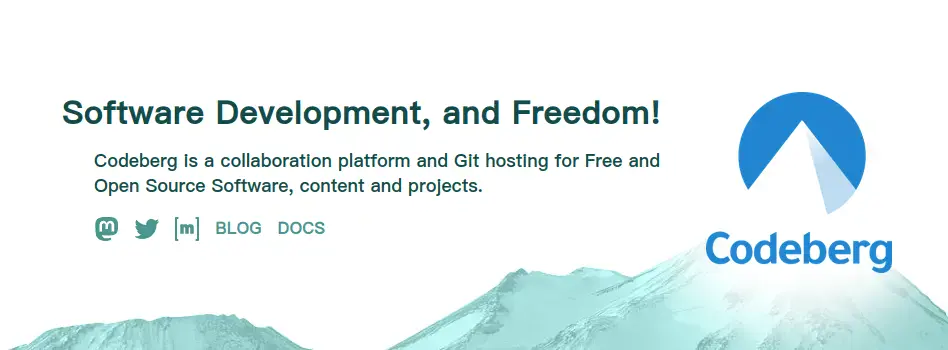 Software Development, and Freedom!
Codeberg is a collaboration platform and Git hosting for Free and
Open Source Software, content and projects.
[m] BLOG DOCS
Codeberg